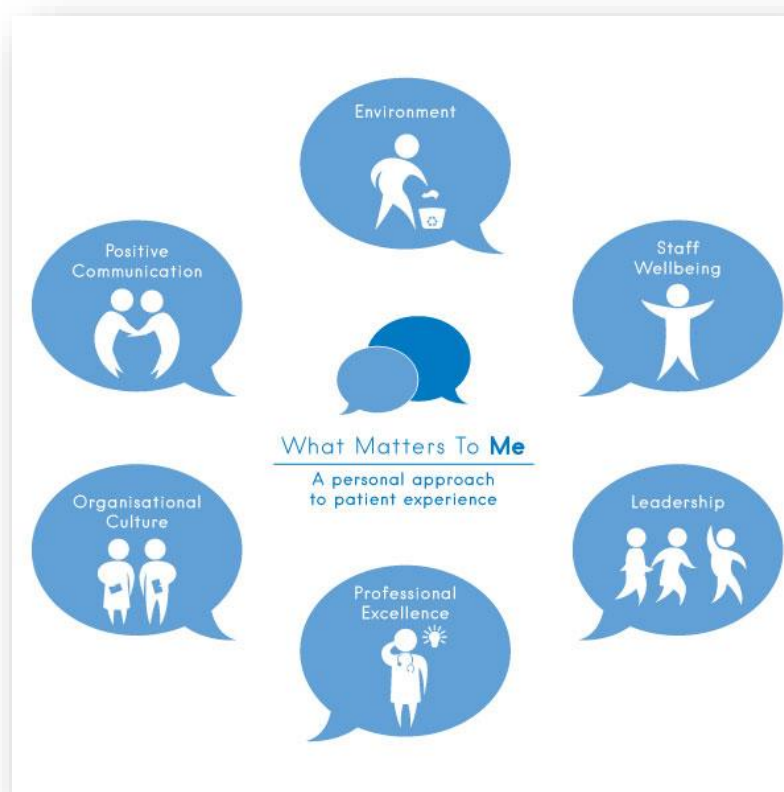 Environment
Positive
Communication
Staff
Wellbeing
What Matters To Me
A personal approach
to patient experience
Organisational
Culture
Leadership
Professional
Excellence